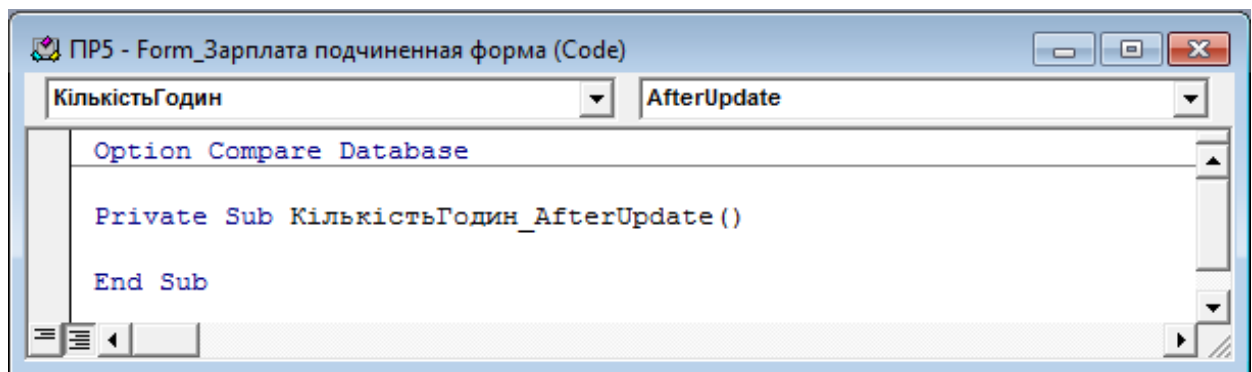 ПР5 - Form_Зарплата подчиненная форма (Code)
КількістьГодин AfterUpdate
Option Compare Database
Private Sub КількістьГодин_AfterUpdate()
End Sub